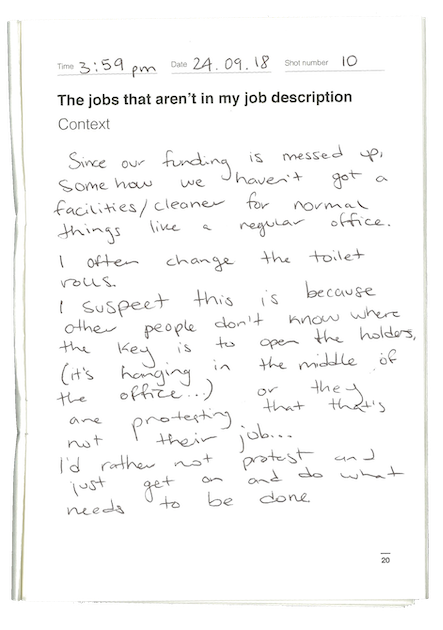 Time 3:59 pm Date 24.09.18 Shot number 10
The jobs that aren't in my job description
Context
Since our funding is messed up,
somehow we haven't got a
facilities/cleaner for normal
things like a regular office.
I often change the toilet
rolls.
I suspect this is because
other people don't know where
the key is to open the holders,
(it's hanging in the middle of
the office...) or they
are protesting that that's
not their job...
I'd rather not protest and
just get on and do what
needs to be done
20